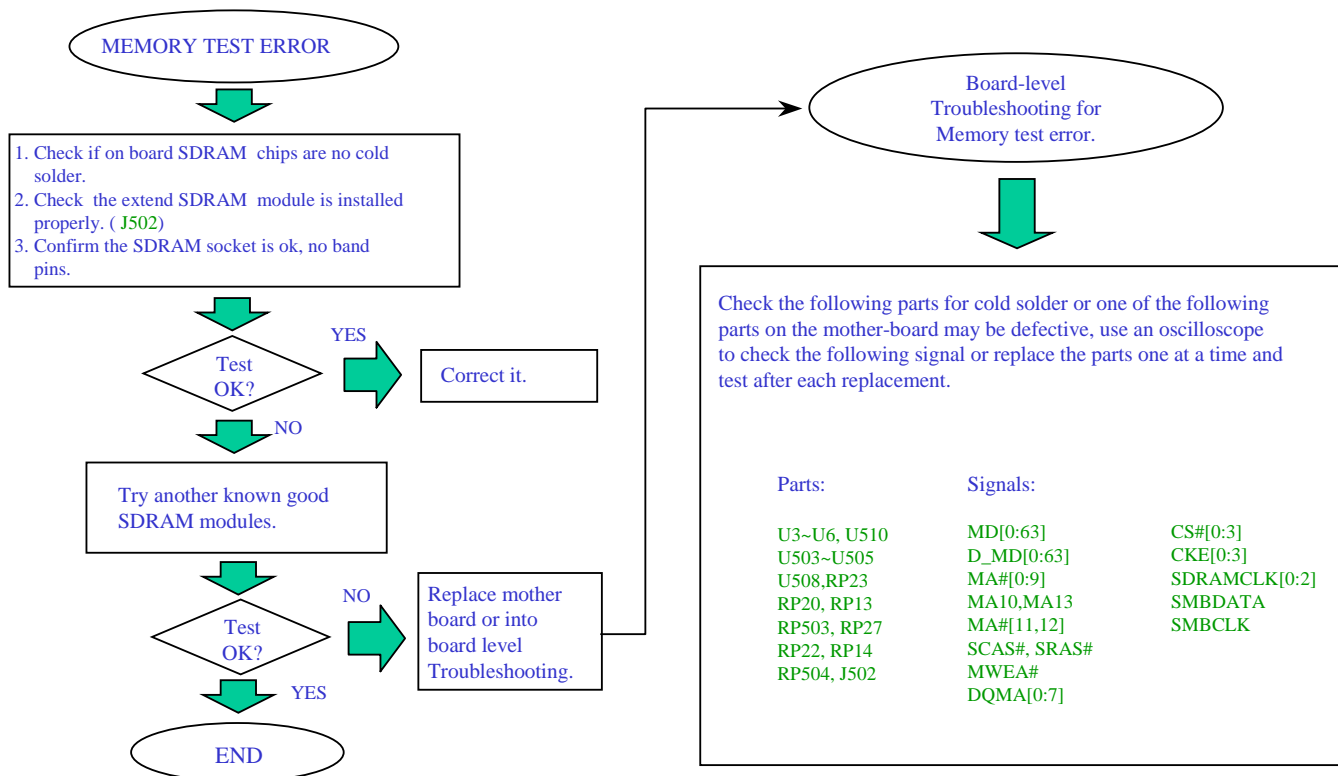 MEMORY TEST ERROR
1. Check if on board SDRAM chips are no cold
solder.
2. Check the extend SDRAM module is installed
properly. ( J502)
3. Confirm the SDRAM socket is ok, no band
pins.
Test
OK?
YES
Correct it.
NO
Try another known good
SDRAM modules.
Test
OK?
NO
Replace mother
board or into
board level
Troubleshooting.
YES
END
Board-level
Troubleshooting for
Memory test error.
Check the following parts for cold solder or one of the following
parts on the mother-board may be defective, use an oscilloscope
to check the following signal or replace the parts one at a time and
test after each replacement.
Parts:
U3~U6, U510
U503~U505
U508,RP23
RP20, RP13
RP503, RP27
RP22, RP14
RP504, J502
Signals:
MD[0:63]
D_MD[0:63]
MA#[0:9]
MA10,MA13
MA#[11,12]
SCAS#, SRAS#
MWEA#
DQMA[0:7]
CS#[0:3]
CKE[0:3]
SDRAMCLK[0:2]
SMBDATA
SMBCLK